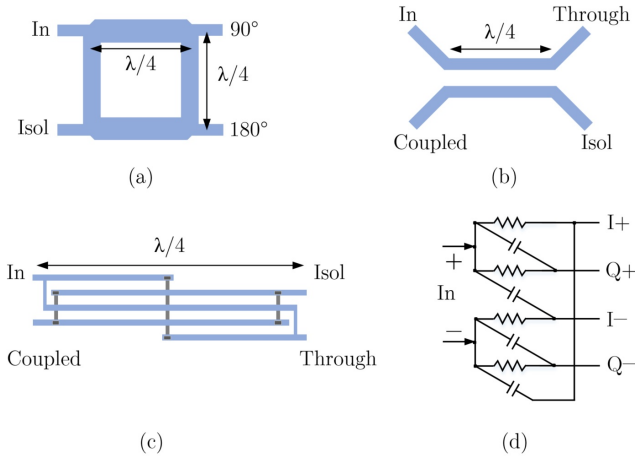 In
90°
λ/4
λ/4
Isol
180°
(a)
In
Through
λ/4
Coupled
Isol
(b)
λ/4
In
Isol
Coupled
Through
(c)
I+
+
Q+
In
I−
−
Q−
(d)